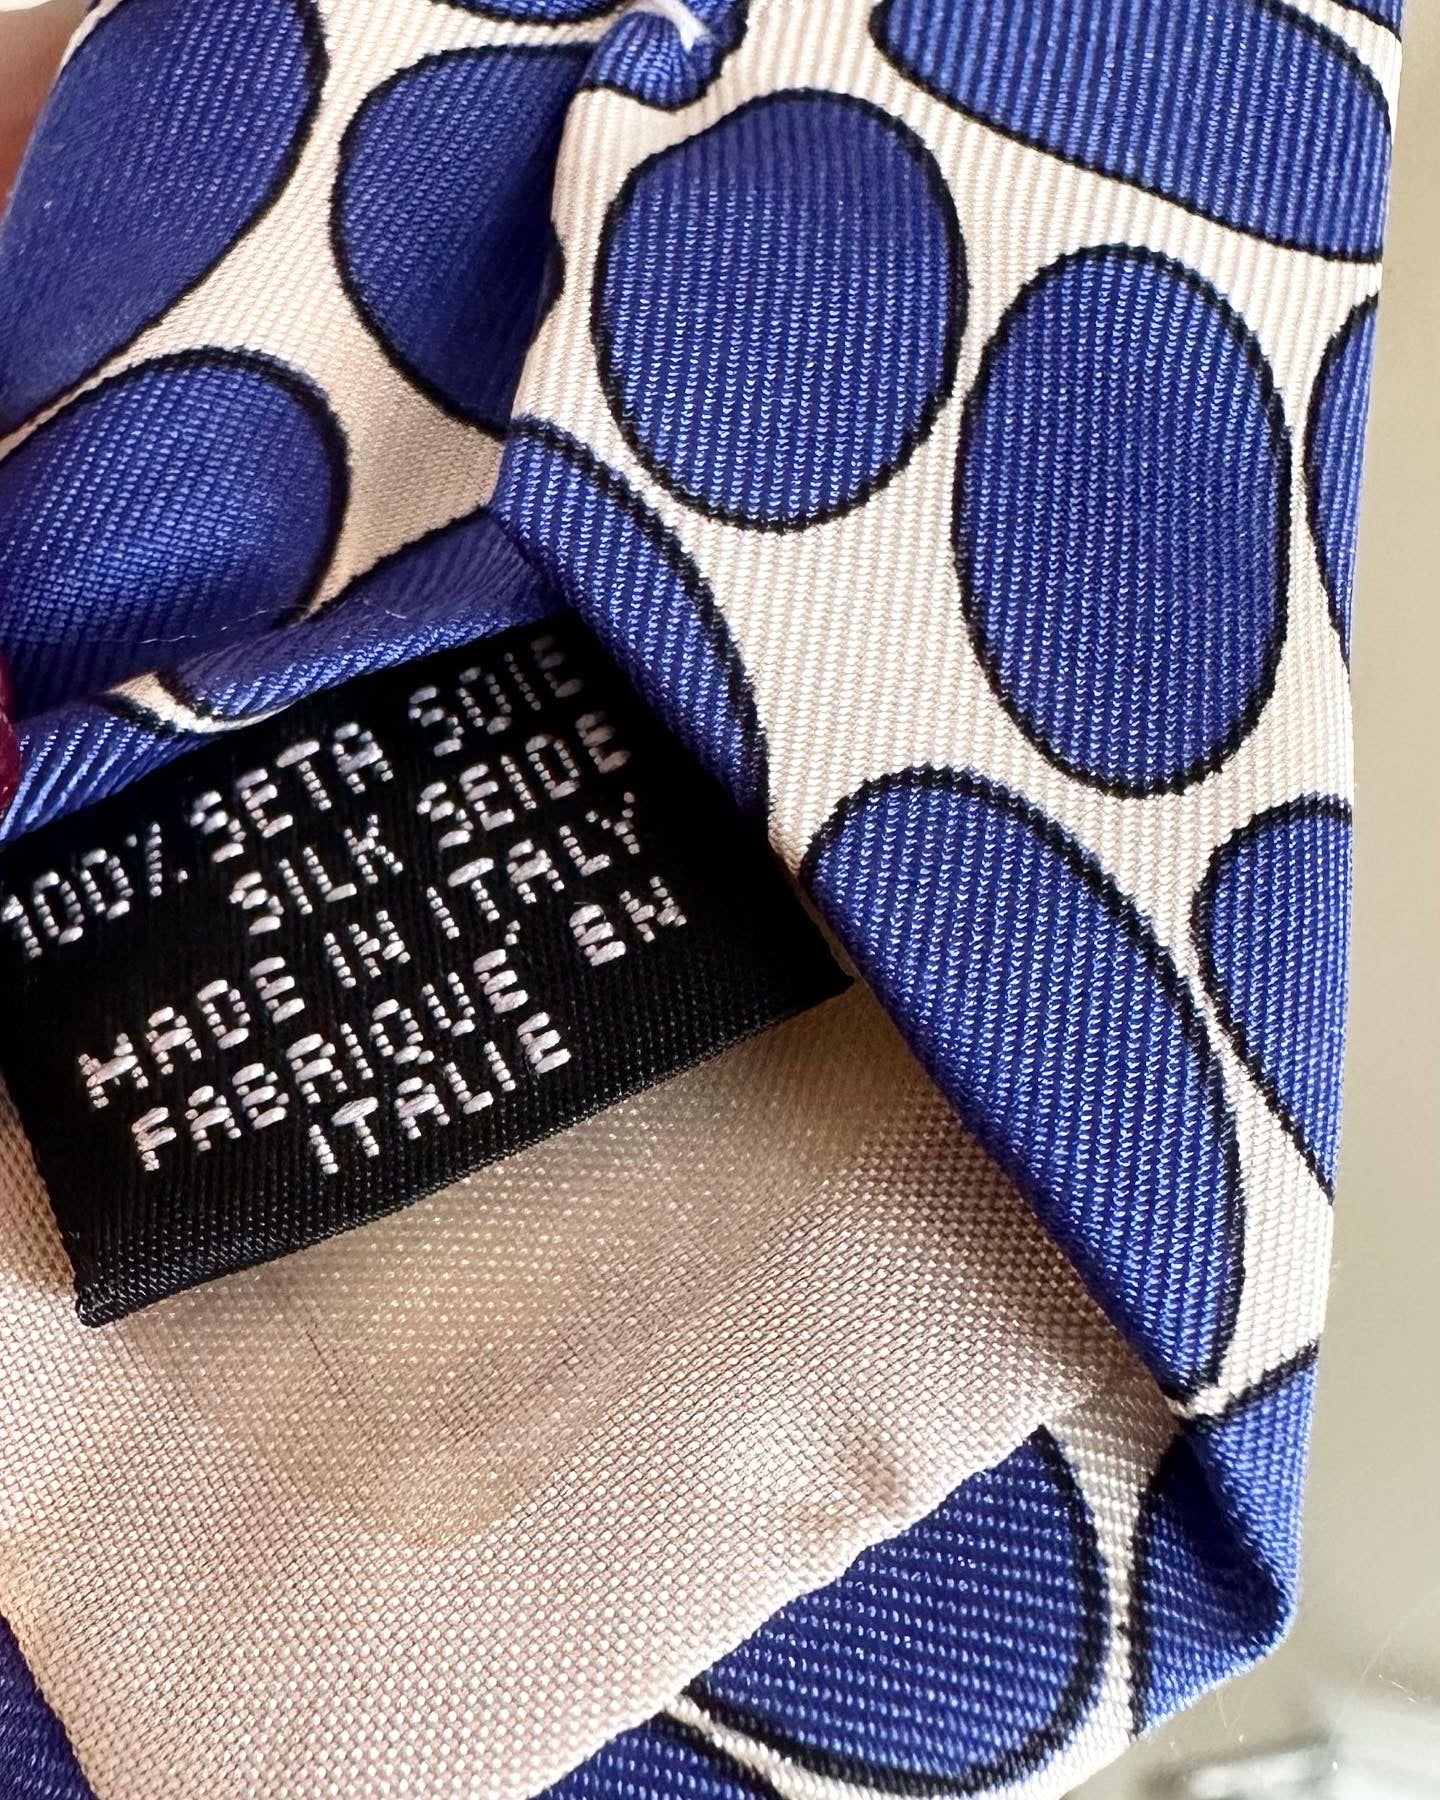 100% SETA SOIE
SILK SEIDE
MADE IN ITALY
FABRIQUÉ EN
ITALIE